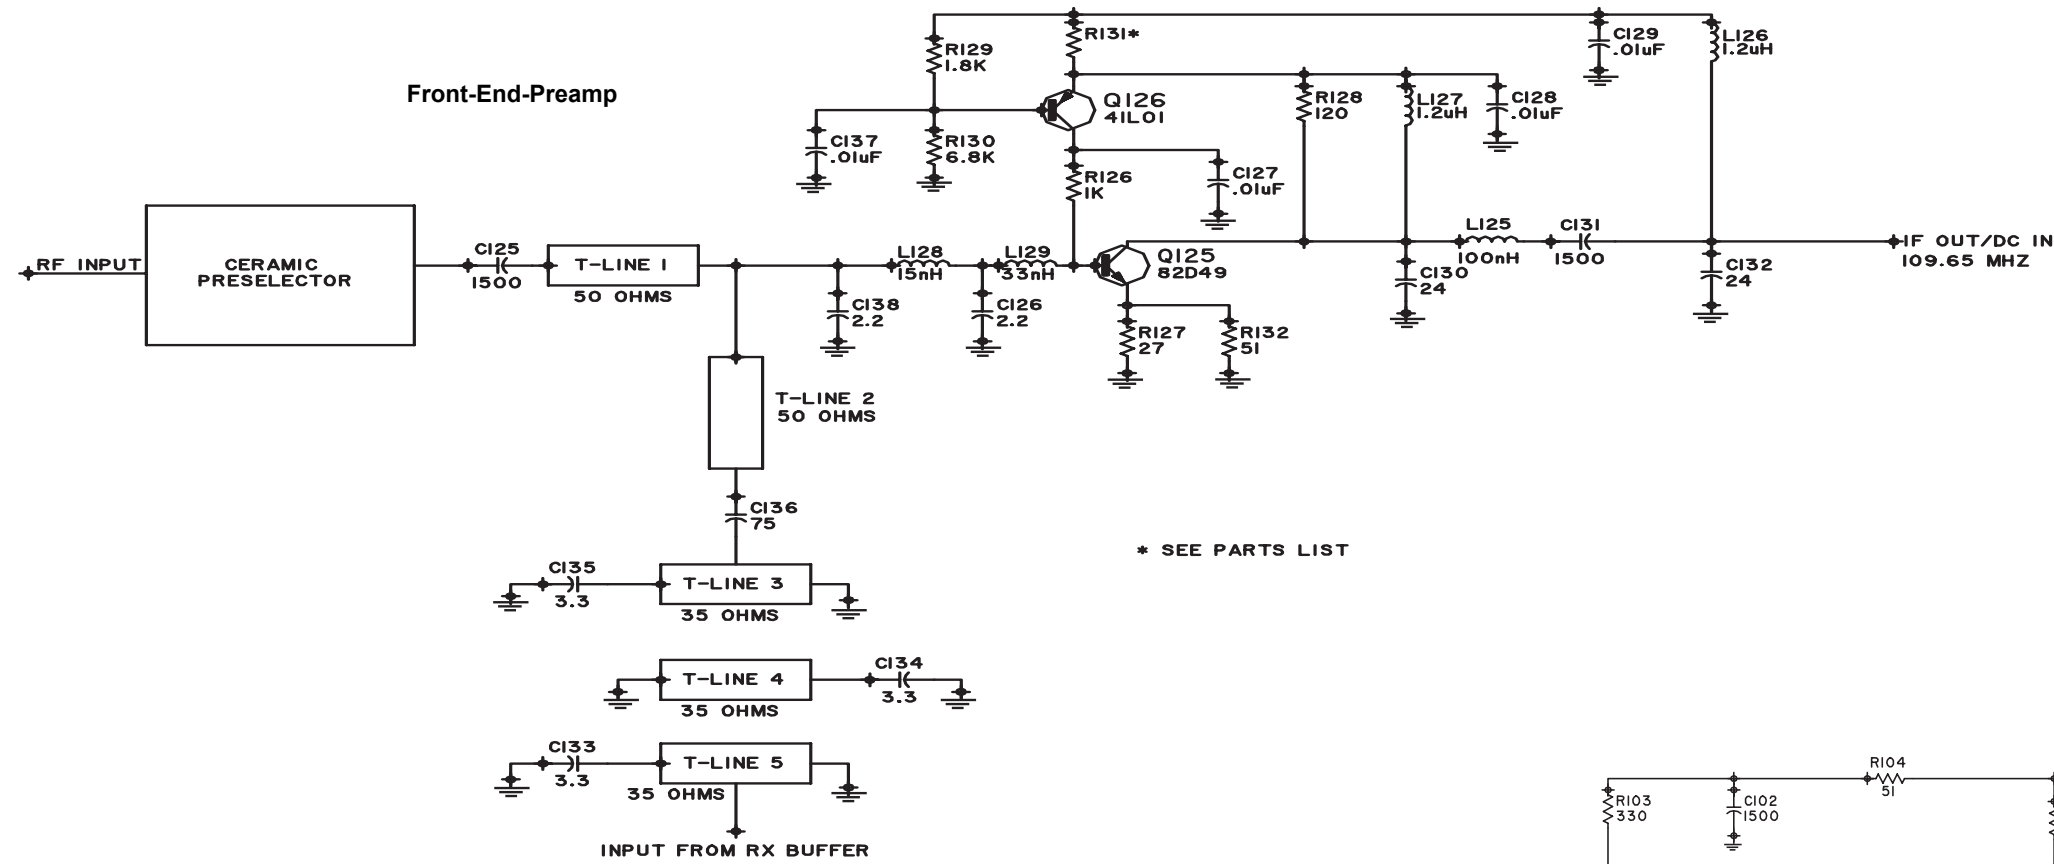 Front-End-Preamp
R129
1.8K
R131*
C129
.01uF
L126
1.2uH
Q126
41L01
R128
120
L127
1.2uH
C128
.01uF
C137
.01uF
R130
6.8K
R126
1K
C127
.01uF
RF INPUT
CERAMIC
PRESELECTOR
C125
1500
T-LINE 1
50 OHMS
L128
15nH
L129
33nH
Q125
82D49
L125
100nH
C131
1500
IF OUT/DC IN
109.65 MHZ
C138
2.2
C126
2.2
R127
27
R132
51
C130
24
C132
24
T-LINE 2
50 OHMS
C136
75
* SEE PARTS LIST
C135
3.3
T-LINE 3
35 OHMS
T-LINE 4
35 OHMS
C134
3.3
C133
3.3
T-LINE 5
35 OHMS
INPUT FROM RX BUFFER
R104
51
R103
330
C102
1500